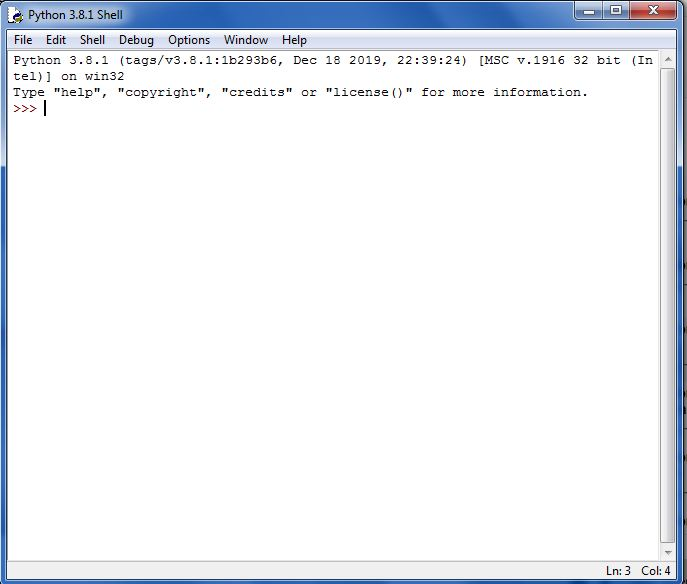 Python 3.8.1 Shell
File Edit Shell Debug Options Window Help
Python 3.8.1 (tags/v3.8.1:1b293b6, Dec 18 2019, 22:39:24) [MSC v.1916 32 bit (In
tel)] on win32
Type "help", "copyright", "credits" or "license()" for more information.
>>>
Ln: 3 Col: 4